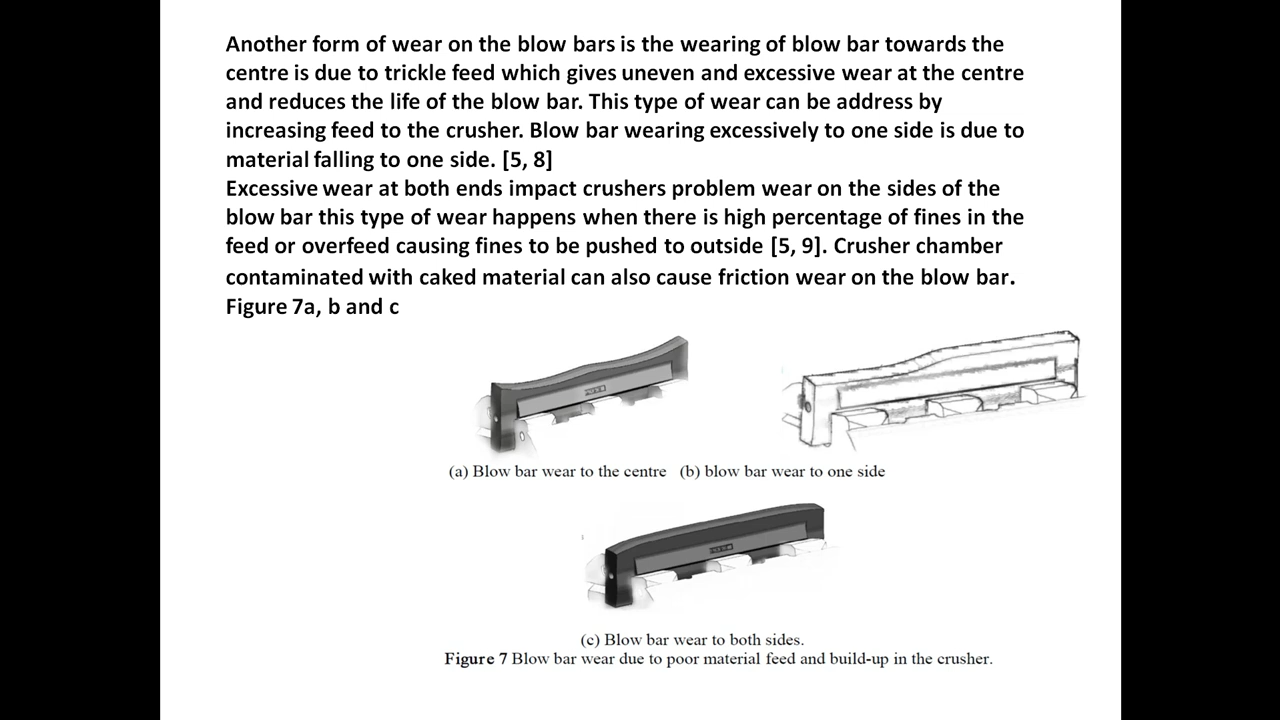 Another form of wear on the blow bars is the wearing of blow bar towards the
centre is due to trickle feed which gives uneven and excessive wear at the centre
and reduces the life of the blow bar. This type of wear can be address by
increasing feed to the crusher. Blow bar wearing excessively to one side is due to
material falling to one side. [5, 8]
Excessive wear at both ends impact crushers problem wear on the sides of the
blow bar this type of wear happens when there is high percentage of fines in the
feed or overfeed causing fines to be pushed to outside [5, 9]. Crusher chamber
contaminated with caked material can also cause friction wear on the blow bar.
Figure 7a, b and c
(a) Blow bar wear to the centre (b) blow bar wear to one side
(c) Blow bar wear to both sides.
Figure 7 Blow bar wear due to poor material feed and build-up in the crusher.